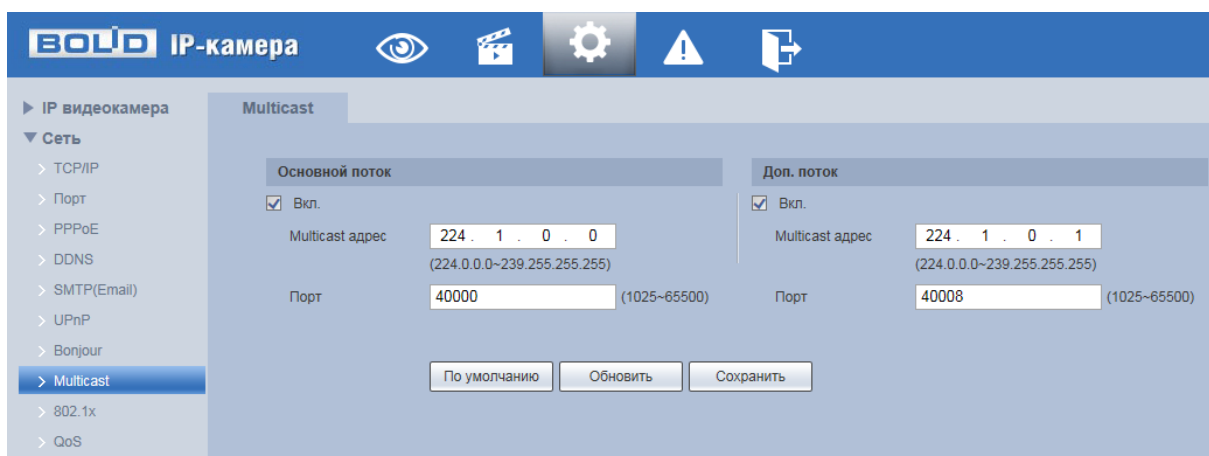 BOLID IP-камера
IP видеокамера
Сеть
TCP/IP
Порт
PPPoE
DDNS
SMTP(Email)
UPnP
Bonjour
Multicast
802.1x
QoS
Multicast
Основной поток
Вкл.
Multicast адрес 224 . 1 . 0 . 0
(224.0.0.0~239.255.255.255)
Порт 40000 (1025~65500)
Доп. поток
Вкл.
Multicast адрес 224 . 1 . 0 . 1
(224.0.0.0~239.255.255.255)
Порт 40008 (1025~65500)
По умолчанию Обновить Сохранить